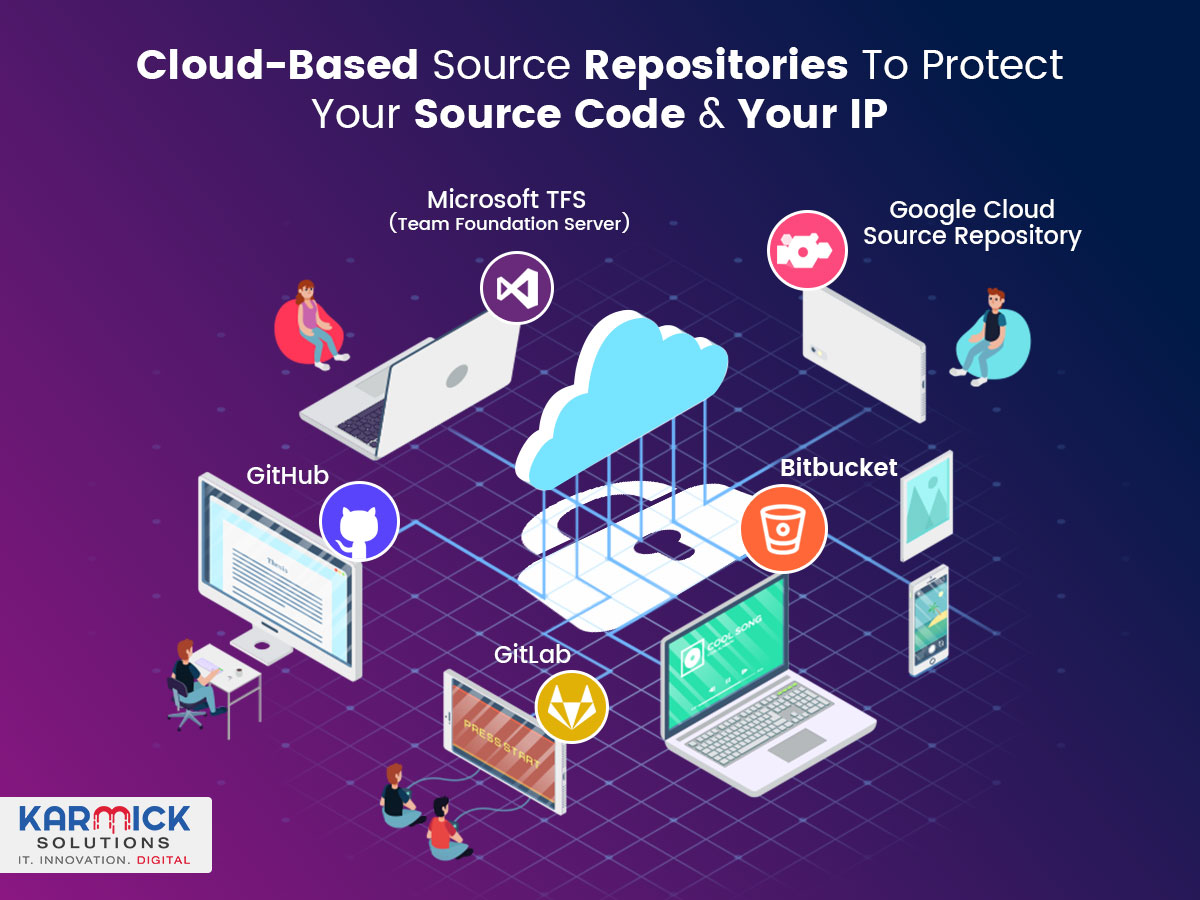 Cloud-Based Source Repositories To Protect
Your Source Code & Your IP
Microsoft TFS
(Team Foundation Server)
Google Cloud
Source Repository
GitHub
Bitbucket
Thesis
COOL SONG
GitLab
PRESS START
KARMICK
SOLUTIONS
IT. INNOVATION. DIGITAL